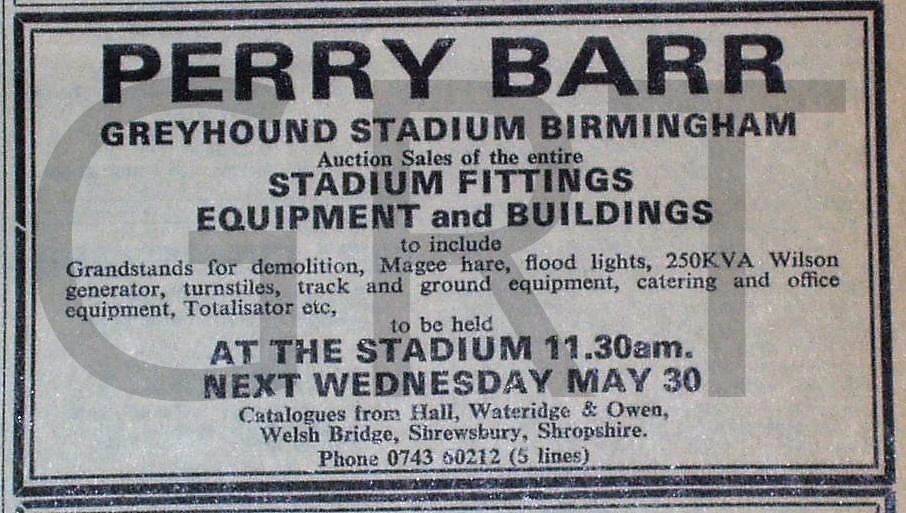 PERRY BARR
GREYHOUND STADIUM BIRMINGHAM
Auction Sales of the entire
STADIUM FITTINGS
EQUIPMENT and BUILDINGS
to include
Grandstands for demolition, Magee hare, flood lights, 250KVA Wilson
generator, turnstiles, track and ground equipment, catering and office
equipment, Totalisator etc,
to be held
AT THE STADIUM 11.30am.
NEXT WEDNESDAY MAY 30
Catalogues from Hall, Wateridge & Owen,
Welsh Bridge, Shrewsbury, Shropshire.
Phone 0743 60212 (5 lines)
GRT